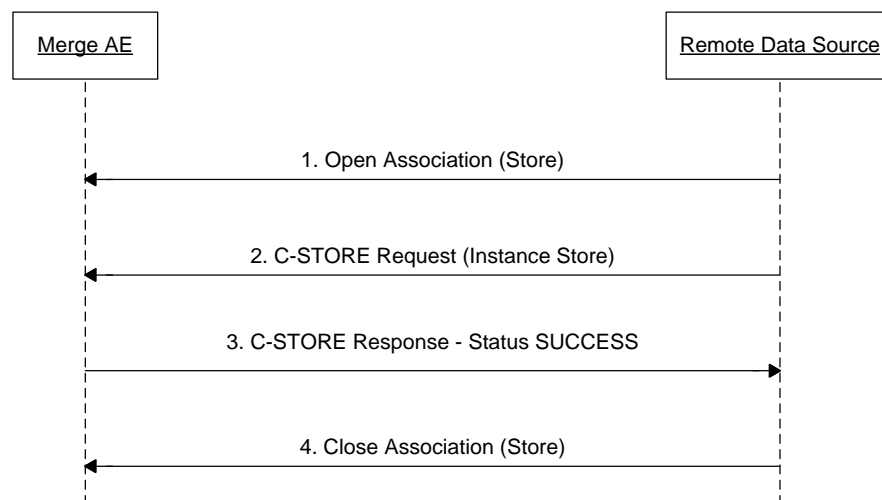 Merge AE
Remote Data Source
1. Open Association (Store)
2. C-STORE Request (Instance Store)
3. C-STORE Response - Status SUCCESS
4. Close Association (Store)